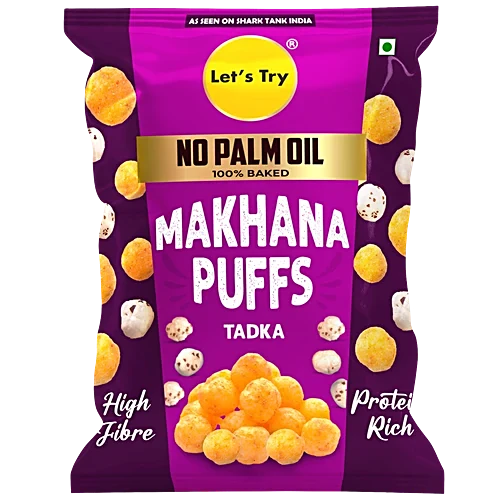 AS SEEN ON SHARK TANK INDIA
®
Let's Try
NO PALM OIL
100% BAKED
MAKHANA
PUFFS
TADKA
High
Fibre
Protei
Rich